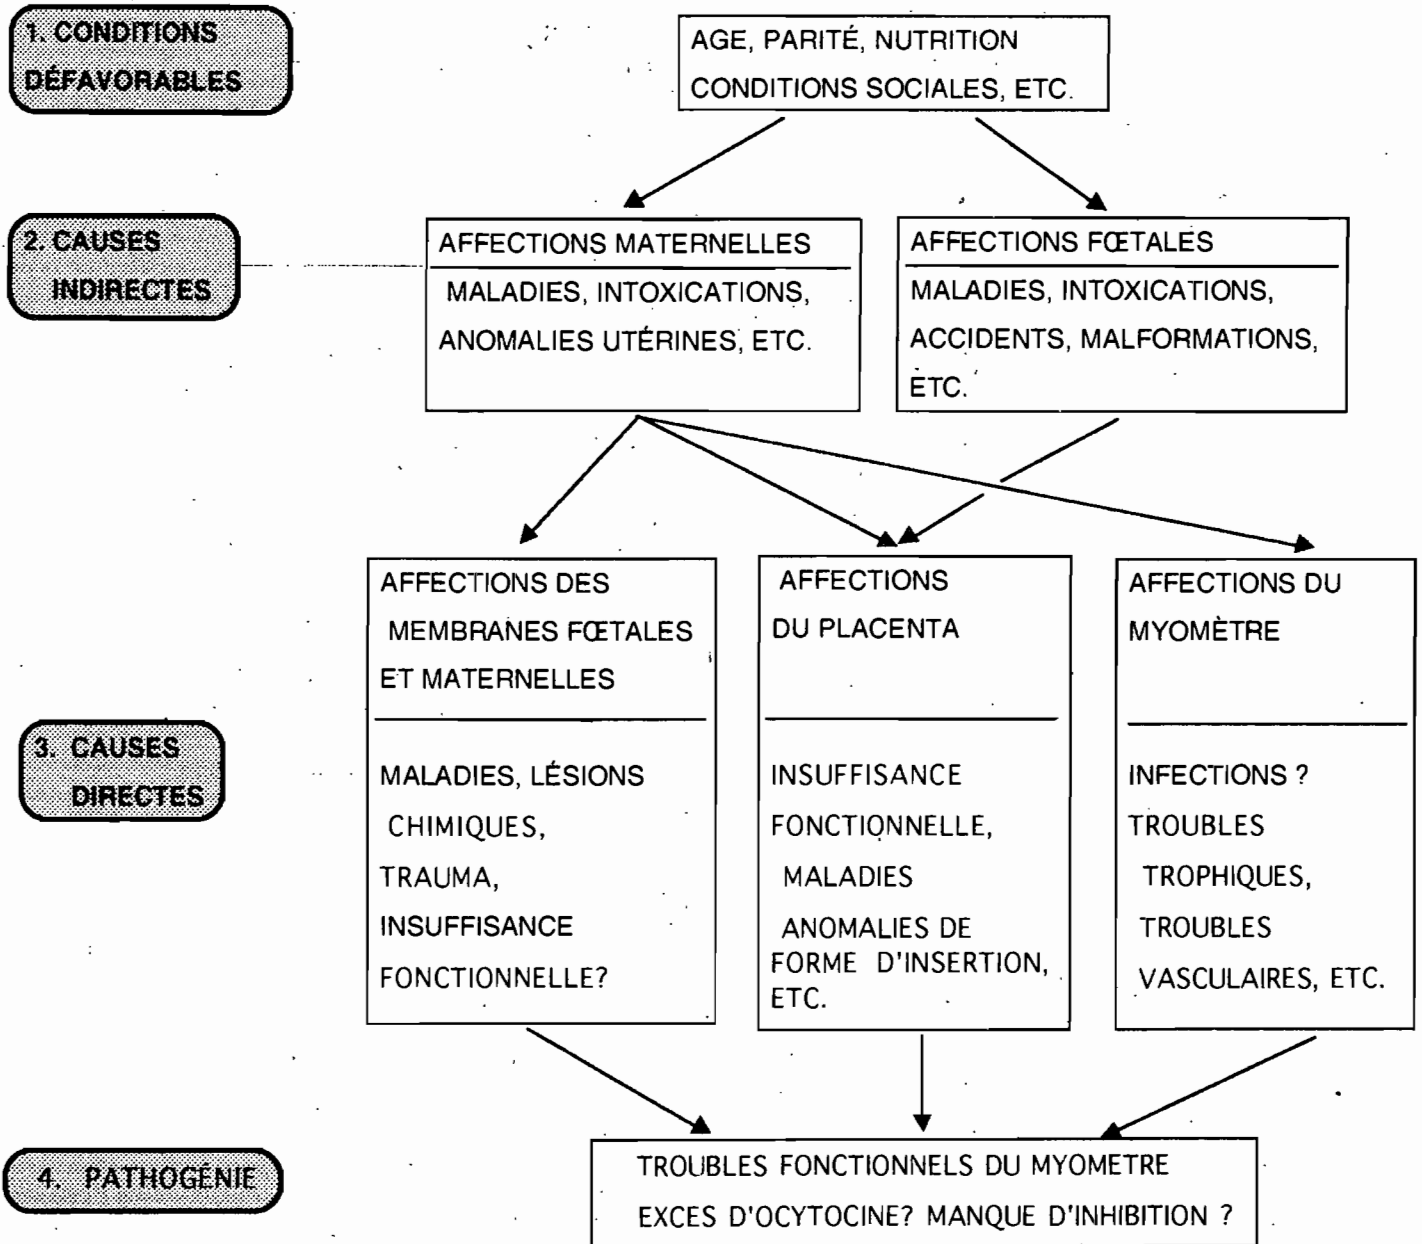 1. CONDITIONS
DÉFAVORABLES
AGE, PARITÉ, NUTRITION
CONDITIONS SOCIALES, ETC.
2. CAUSES
INDIRECTES
AFFECTIONS MATERNELLES
MALADIES, INTOXICATIONS,
ANOMALIES UTÉRINES, ETC.
AFFECTIONS FŒTALES
MALADIES, INTOXICATIONS,
ACCIDENTS, MALFORMATIONS,
ETC.
3. CAUSES
DIRECTES
AFFECTIONS DES
MEMBRANES FŒTALES
ET MATERNELLES
MALADIES, LÉSIONS
CHIMIQUES,
TRAUMA,
INSUFFISANCE
FONCTIONNELLE?
AFFECTIONS
DU PLACENTA
INSUFFISANCE
FONCTIONNELLE,
MALADIES
ANOMALIES DE
FORME D'INSERTION,
ETC.
AFFECTIONS DU
MYOMÈTRE
INFECTIONS ?
TROUBLES
TROPHIQUES,
TROUBLES
VASCULAIRES, ETC.
4. PATHOGÉNIE
TROUBLES FONCTIONNELS DU MYOMETRE
EXCES D'OCYTOCINE? MANQUE D'INHIBITION ?